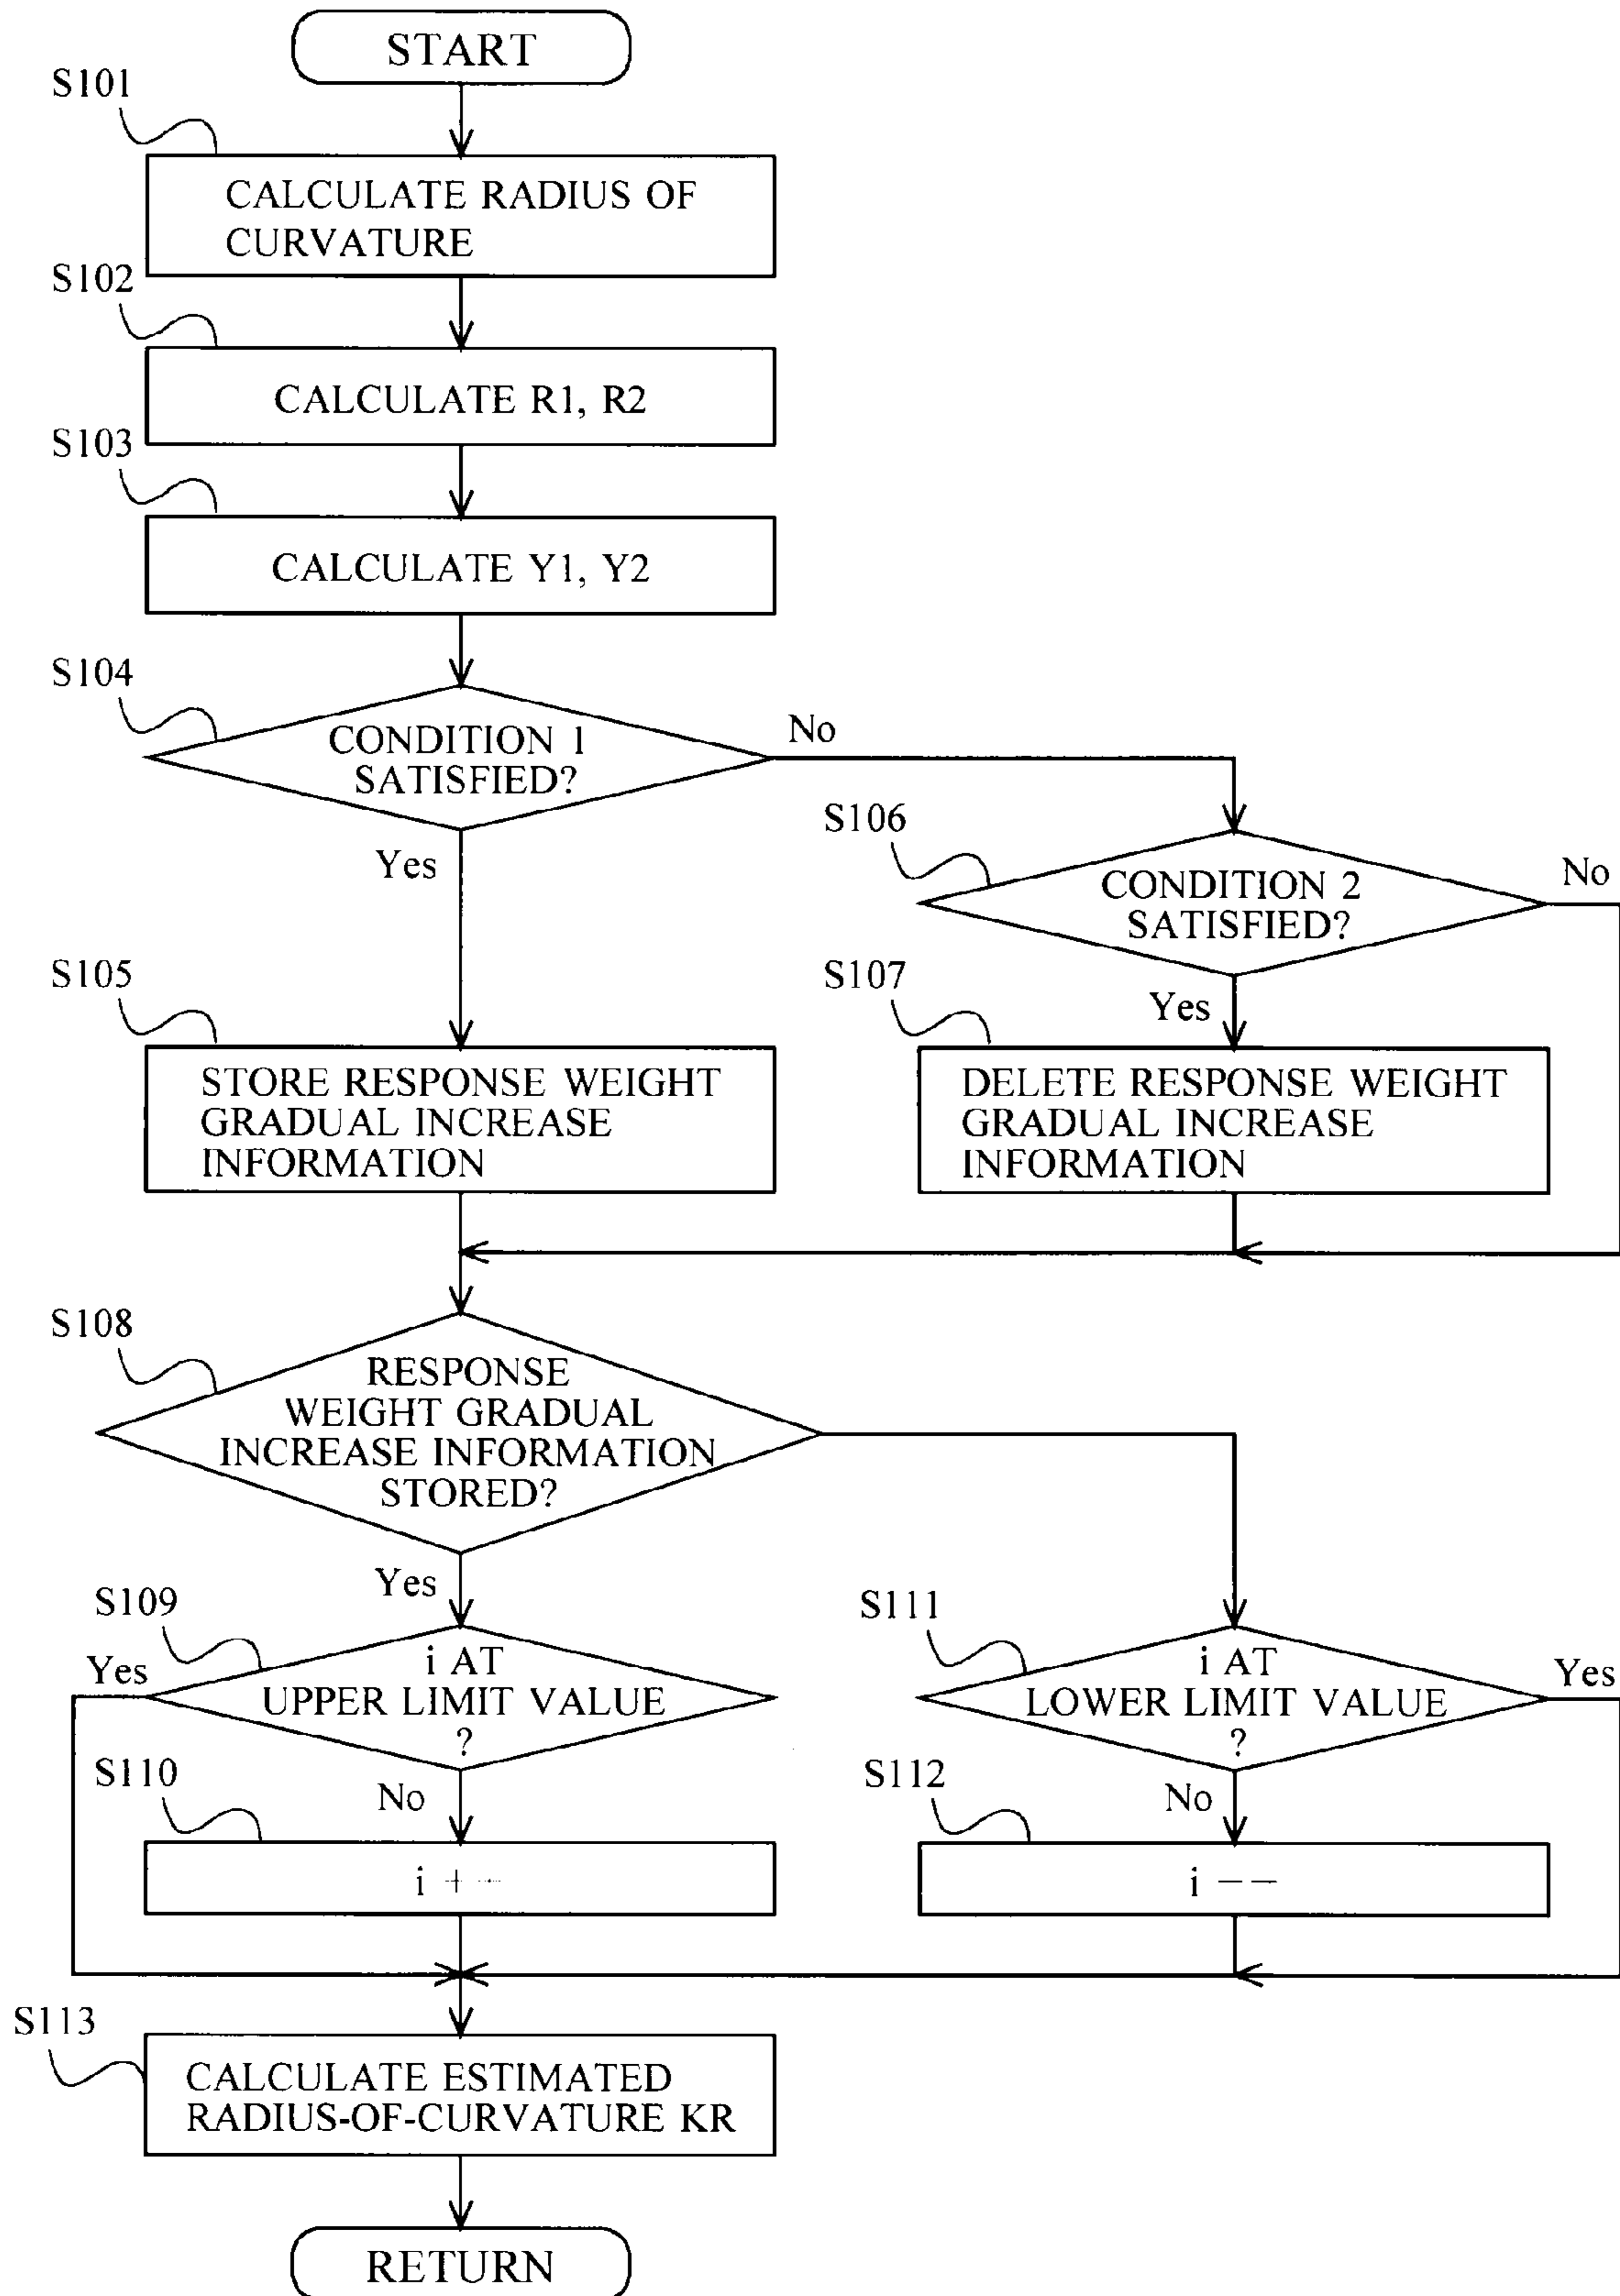 START
S101
CALCULATE RADIUS OF
CURVATURE
S102
CALCULATE R1, R2
S103
CALCULATE Y1, Y2
S104
CONDITION 1
SATISFIED?
No
Yes
S106
CONDITION 2
SATISFIED?
No
Yes
S105
STORE RESPONSE WEIGHT
GRADUAL INCREASE
INFORMATION
S107
DELETE RESPONSE WEIGHT
GRADUAL INCREASE
INFORMATION
S108
RESPONSE
WEIGHT GRADUAL
INCREASE INFORMATION
STORED?
Yes
S109
i AT
UPPER LIMIT VALUE
?
Yes
No
S111
i AT
LOWER LIMIT VALUE
?
Yes
No
S110
i ++
S112
i −−
S113
CALCULATE ESTIMATED
RADIUS-OF-CURVATURE KR
RETURN